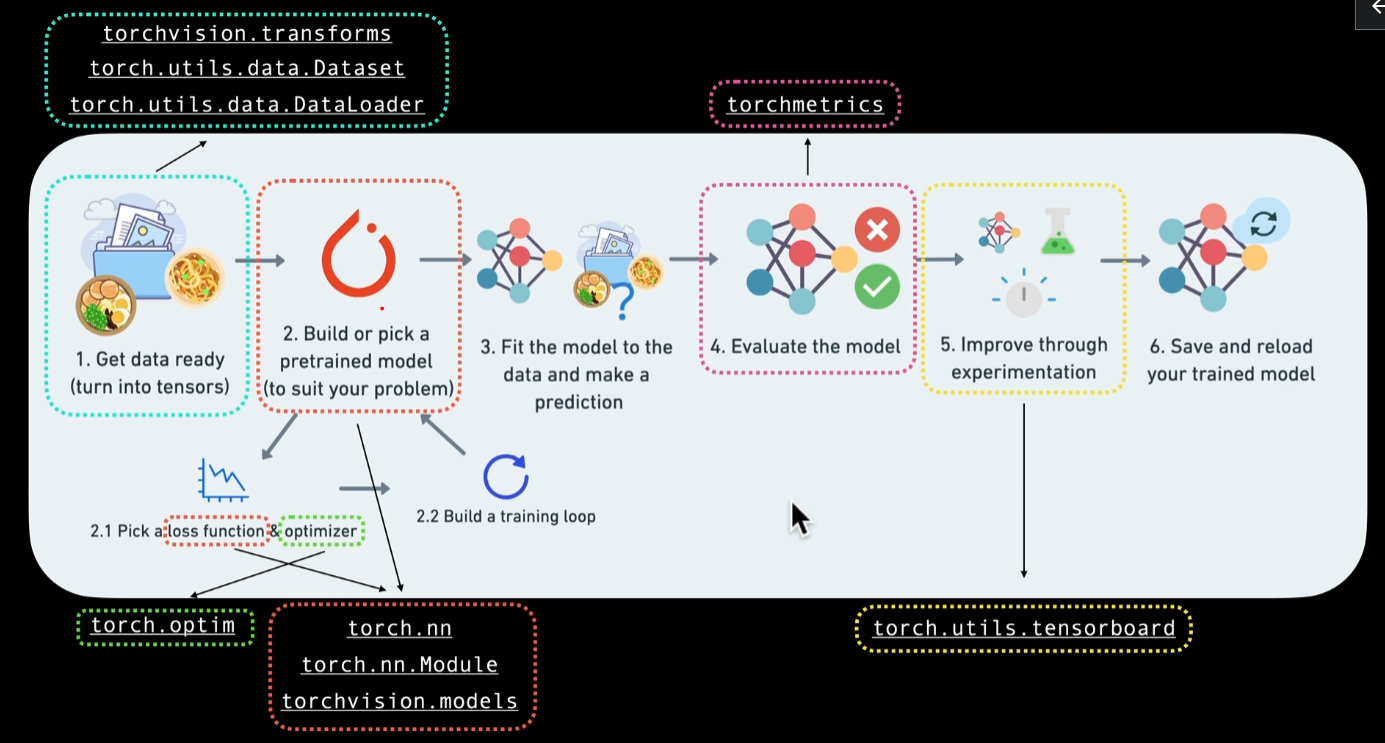 torchvision.transforms
torch.utils.data.Dataset
torch.utils.data.DataLoader
torchmetrics
1. Get data ready
(turn into tensors)
2. Build or pick a
pretrained model
(to suit your problem)
3. Fit the model to the
data and make a
prediction
4. Evaluate the model
5. Improve through
experimentation
6. Save and reload
your trained model
2.1 Pick a loss function & optimizer
2.2 Build a training loop
torch.optim
torch.nn
torch.nn.Module
torchvision.models
torch.utils.tensorboard